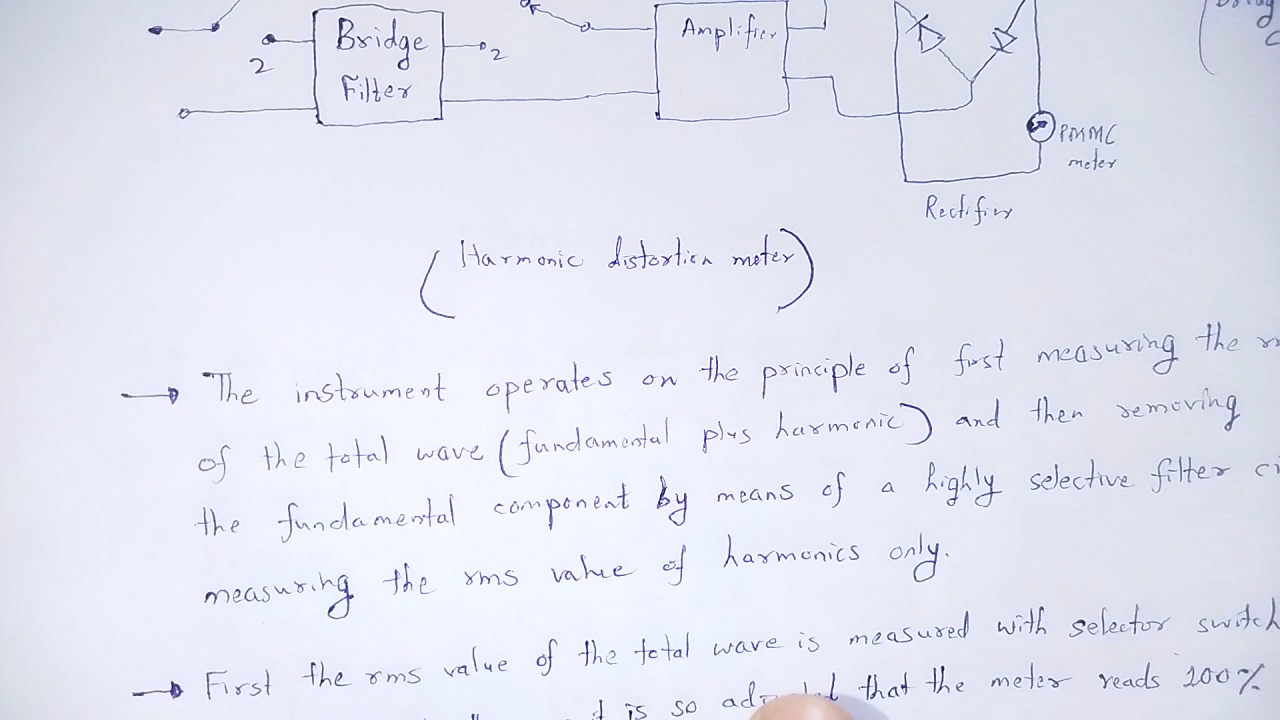 Bridge
Filter
2
2
Amplifier
PMMC
meter
Rectifier
(Harmonic distortion meter)
→ The instrument operates on the principle of first measuring the
of the total wave (fundamental plus harmonic) and then removing
the fundamental component by means of a highly selective filter
measuring the rms value of harmonics only.
→ First the rms value of the total wave is measured with selector switch
is so that the meter reads 100%